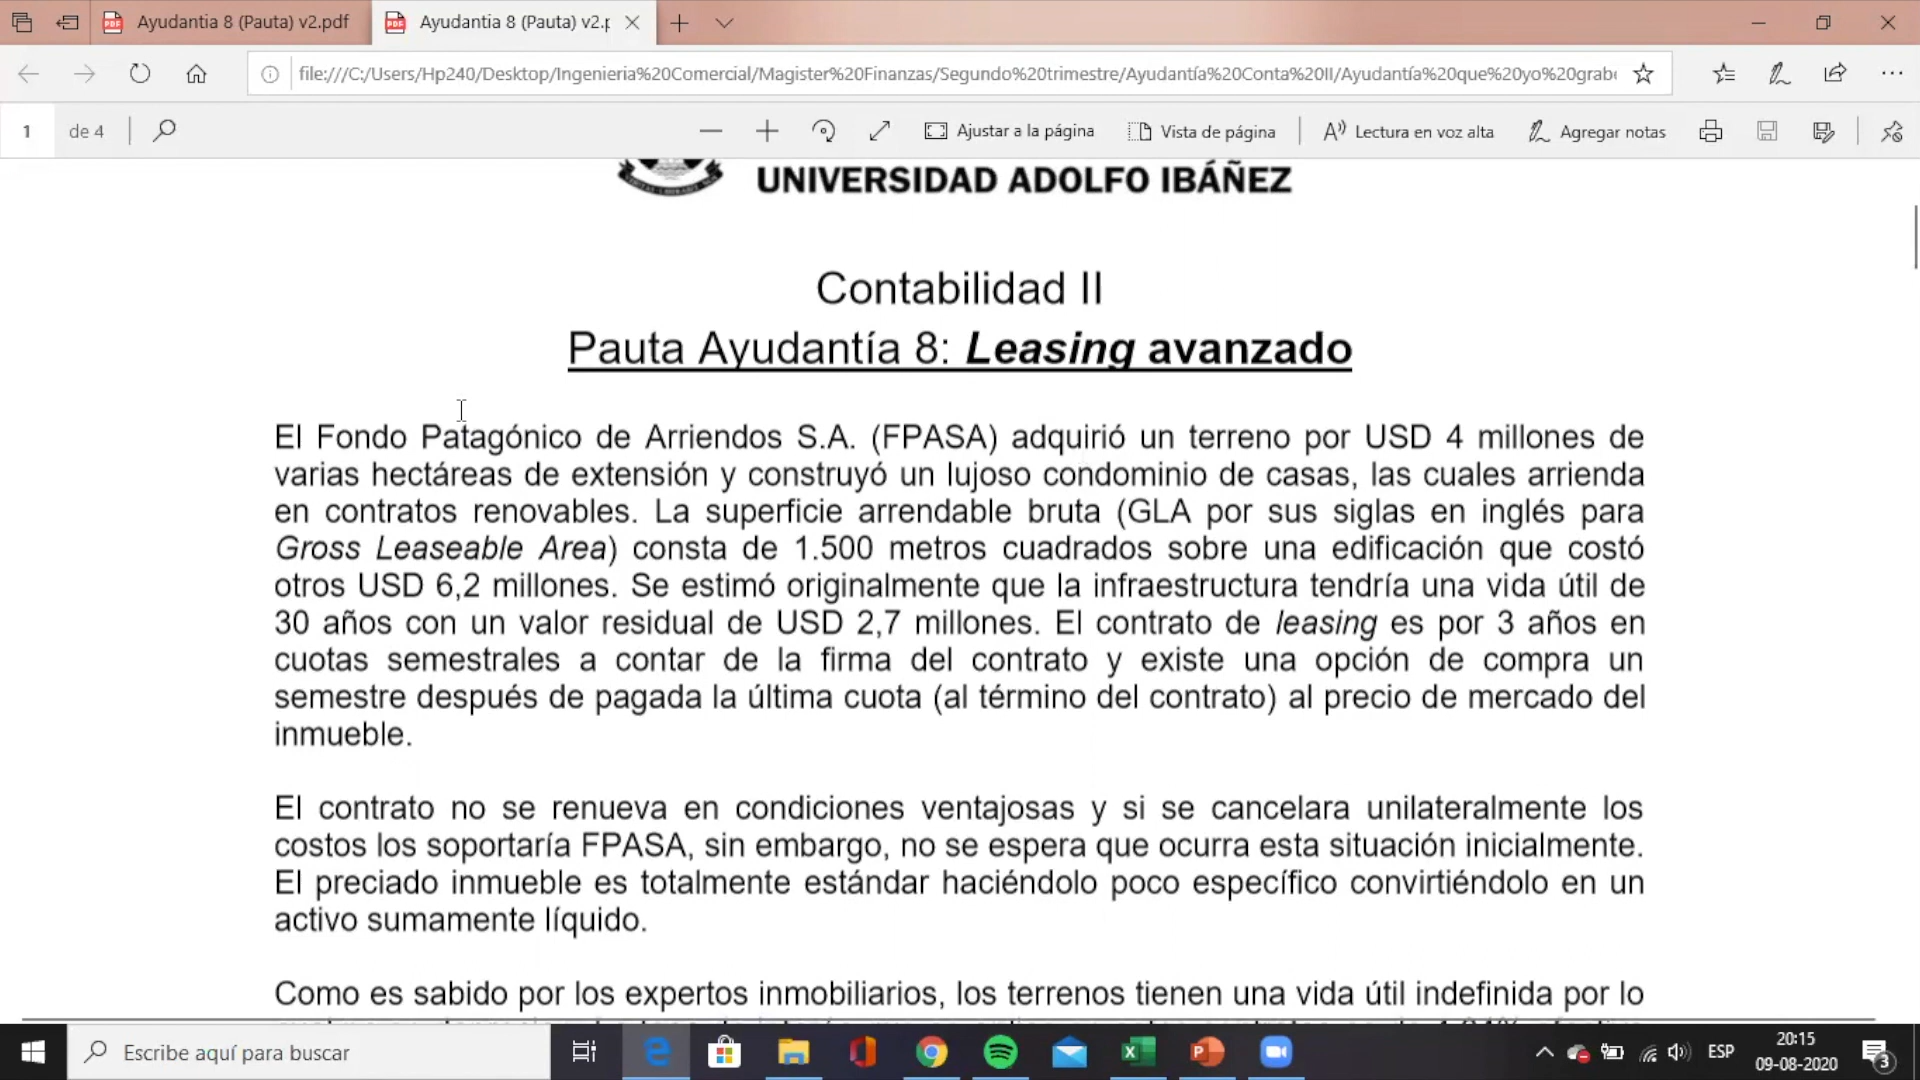 Ayudantia 8 (Pauta) v2.pdf
Ayudantia 8 (Pauta) v2.p
file:///C:/Users/Hp240/Desktop/Ingenieria%20Comercial/Magister%20Finanzas/Segundo%20trimestre/Ayudantía%20Conta%20II/Ayudantía%20que%20yo%20grabe
1 de 4
Ajustar a la página
Vista de página
Lectura en voz alta
Agregar notas
UNIVERSIDAD ADOLFO IBÁÑEZ
Contabilidad II
Pauta Ayudantía 8: Leasing avanzado
El Fondo Patagónico de Arriendos S.A. (FPASA) adquirió un terreno por USD 4 millones de
varias hectáreas de extensión y construyó un lujoso condominio de casas, las cuales arrienda
en contratos renovables. La superficie arrendable bruta (GLA por sus siglas en inglés para
Gross Leaseable Area) consta de 1.500 metros cuadrados sobre una edificación que costó
otros USD 6,2 millones. Se estimó originalmente que la infraestructura tendría una vida útil de
30 años con un valor residual de USD 2,7 millones. El contrato de leasing es por 3 años en
cuotas semestrales a contar de la firma del contrato y existe una opción de compra un
semestre después de pagada la última cuota (al término del contrato) al precio de mercado del
inmueble.
El contrato no se renueva en condiciones ventajosas y si se cancelara unilateralmente los
costos los soportaría FPASA, sin embargo, no se espera que ocurra esta situación inicialmente.
El preciado inmueble es totalmente estándar haciéndolo poco específico convirtiéndolo en un
activo sumamente líquido.
Como es sabido por los expertos inmobiliarios, los terrenos tienen una vida útil indefinida por lo
Escribe aquí para buscar
ESP
20:15
09-08-2020
3